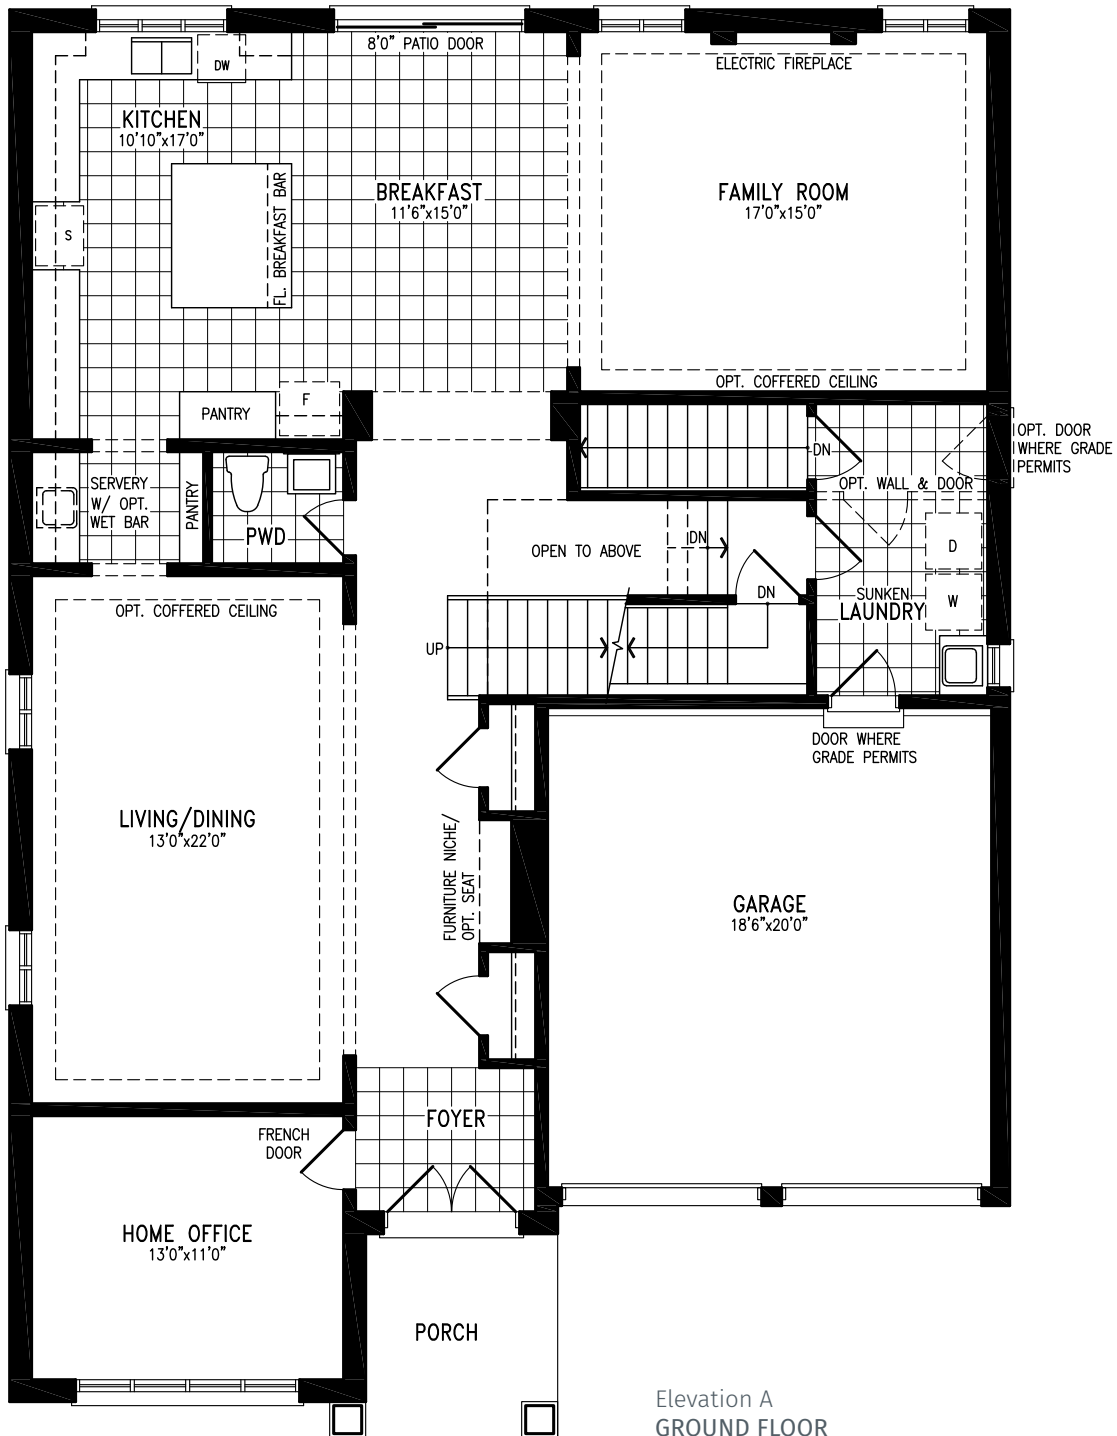 8'0" PATIO DOOR
DW
ELECTRIC FIREPLACE
KITCHEN
10'10"x17'0"
BREAKFAST
11'6"x15'0"
FAMILY ROOM
17'0"x15'0"
S
FL. BREAKFAST BAR
OPT. COFFERED CEILING
F
PANTRY
DN
OPT. DOOR
WHERE GRADE
PERMITS
SERVERY
W/ OPT.
WET BAR
PANTRY
PWD
OPT. WALL & DOOR
OPEN TO ABOVE
DN
D
DN
SUNKEN
LAUNDRY
W
OPT. COFFERED CEILING
UP
DOOR WHERE
GRADE PERMITS
LIVING/DINING
13'0"x22'0"
FURNITURE NICHE/
OPT. SEAT
GARAGE
18'6"x20'0"
FOYER
FRENCH
DOOR
HOME OFFICE
13'0"x11'0"
PORCH
Elevation A
GROUND FLOOR